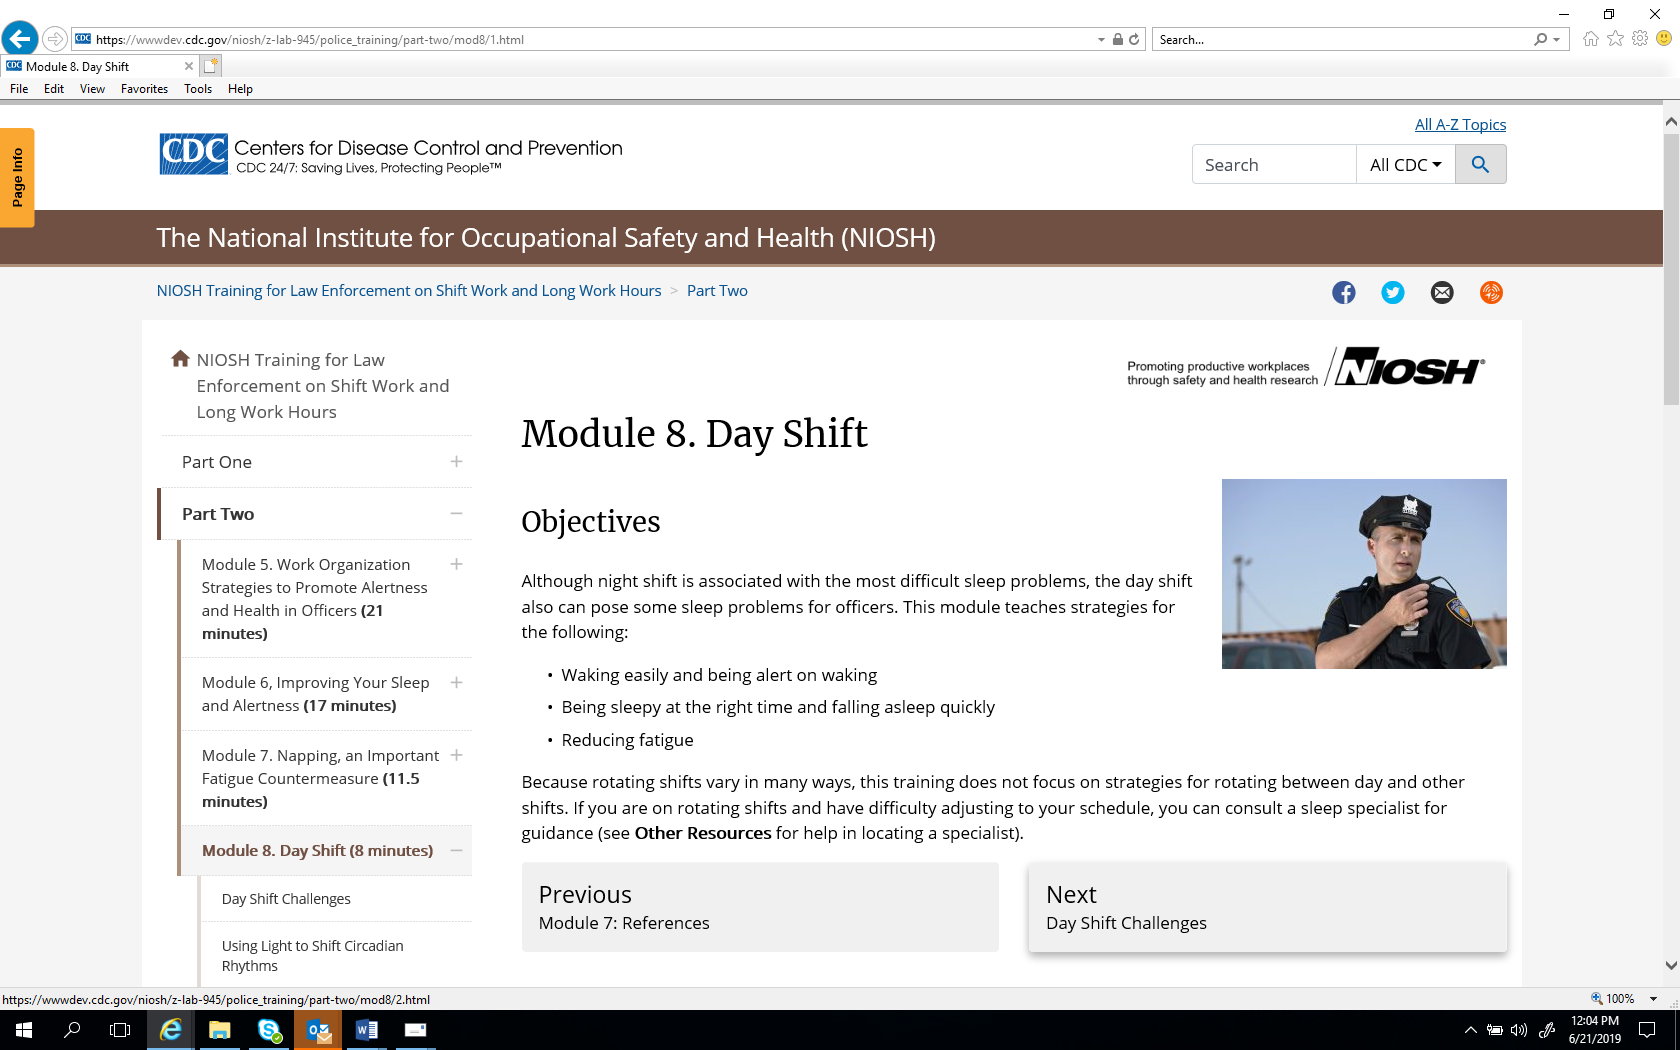 https://wwwdev.cdc.gov/niosh/z-lab-945/police_training/part-two/mod8/1.html
Search...
CDC Module 8. Day Shift
File Edit View Favorites Tools Help
Page Info
All A-Z Topics
CDC Centers for Disease Control and Prevention
CDC 24/7: Saving Lives, Protecting People™
Search All CDC
The National Institute for Occupational Safety and Health (NIOSH)
NIOSH Training for Law Enforcement on Shift Work and Long Work Hours > Part Two
NIOSH Training for Law
Enforcement on Shift Work and
Long Work Hours
Part One
Part Two
Module 5. Work Organization
Strategies to Promote Alertness
and Health in Officers (21
minutes)
Module 6, Improving Your Sleep
and Alertness (17 minutes)
Module 7. Napping, an Important
Fatigue Countermeasure (11.5
minutes)
Module 8. Day Shift (8 minutes)
Day Shift Challenges
Using Light to Shift Circadian
Rhythms
Promoting productive workplaces
through safety and health research
NIOSH®
Module 8. Day Shift
Objectives
Although night shift is associated with the most difficult sleep problems, the day shift
also can pose some sleep problems for officers. This module teaches strategies for
the following:
• Waking easily and being alert on waking
• Being sleepy at the right time and falling asleep quickly
• Reducing fatigue
Because rotating shifts vary in many ways, this training does not focus on strategies for rotating between day and other
shifts. If you are on rotating shifts and have difficulty adjusting to your schedule, you can consult a sleep specialist for
guidance (see Other Resources for help in locating a specialist).
Previous
Module 7: References
Next
Day Shift Challenges
https://wwwdev.cdc.gov/niosh/z-lab-945/police_training/part-two/mod8/2.html
100%
12:04 PM
6/21/2019